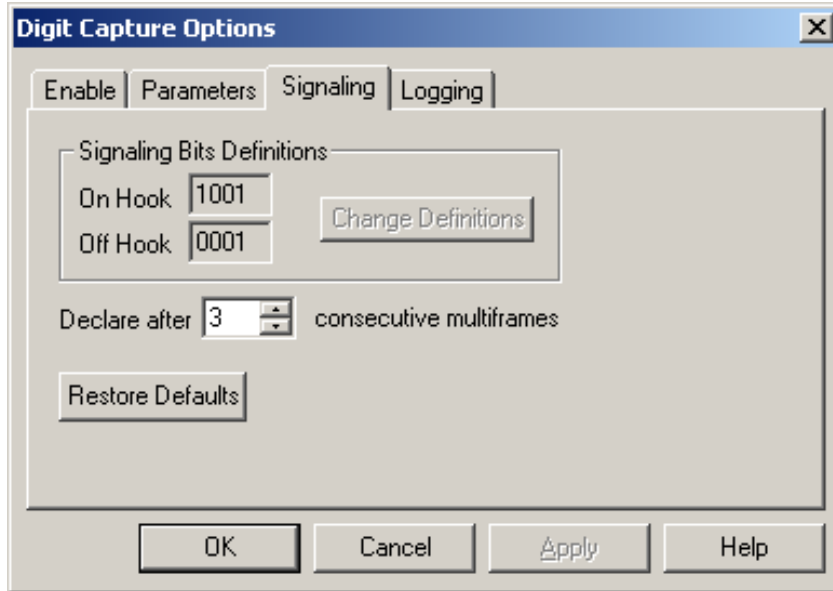 Digit Capture Options
Enable Parameters Signaling Logging
Signaling Bits Definitions
On Hook 1001
Change Definitions
Off Hook 0001
Declare after 3 consecutive multiframes
Restore Defaults
OK Cancel Apply Help